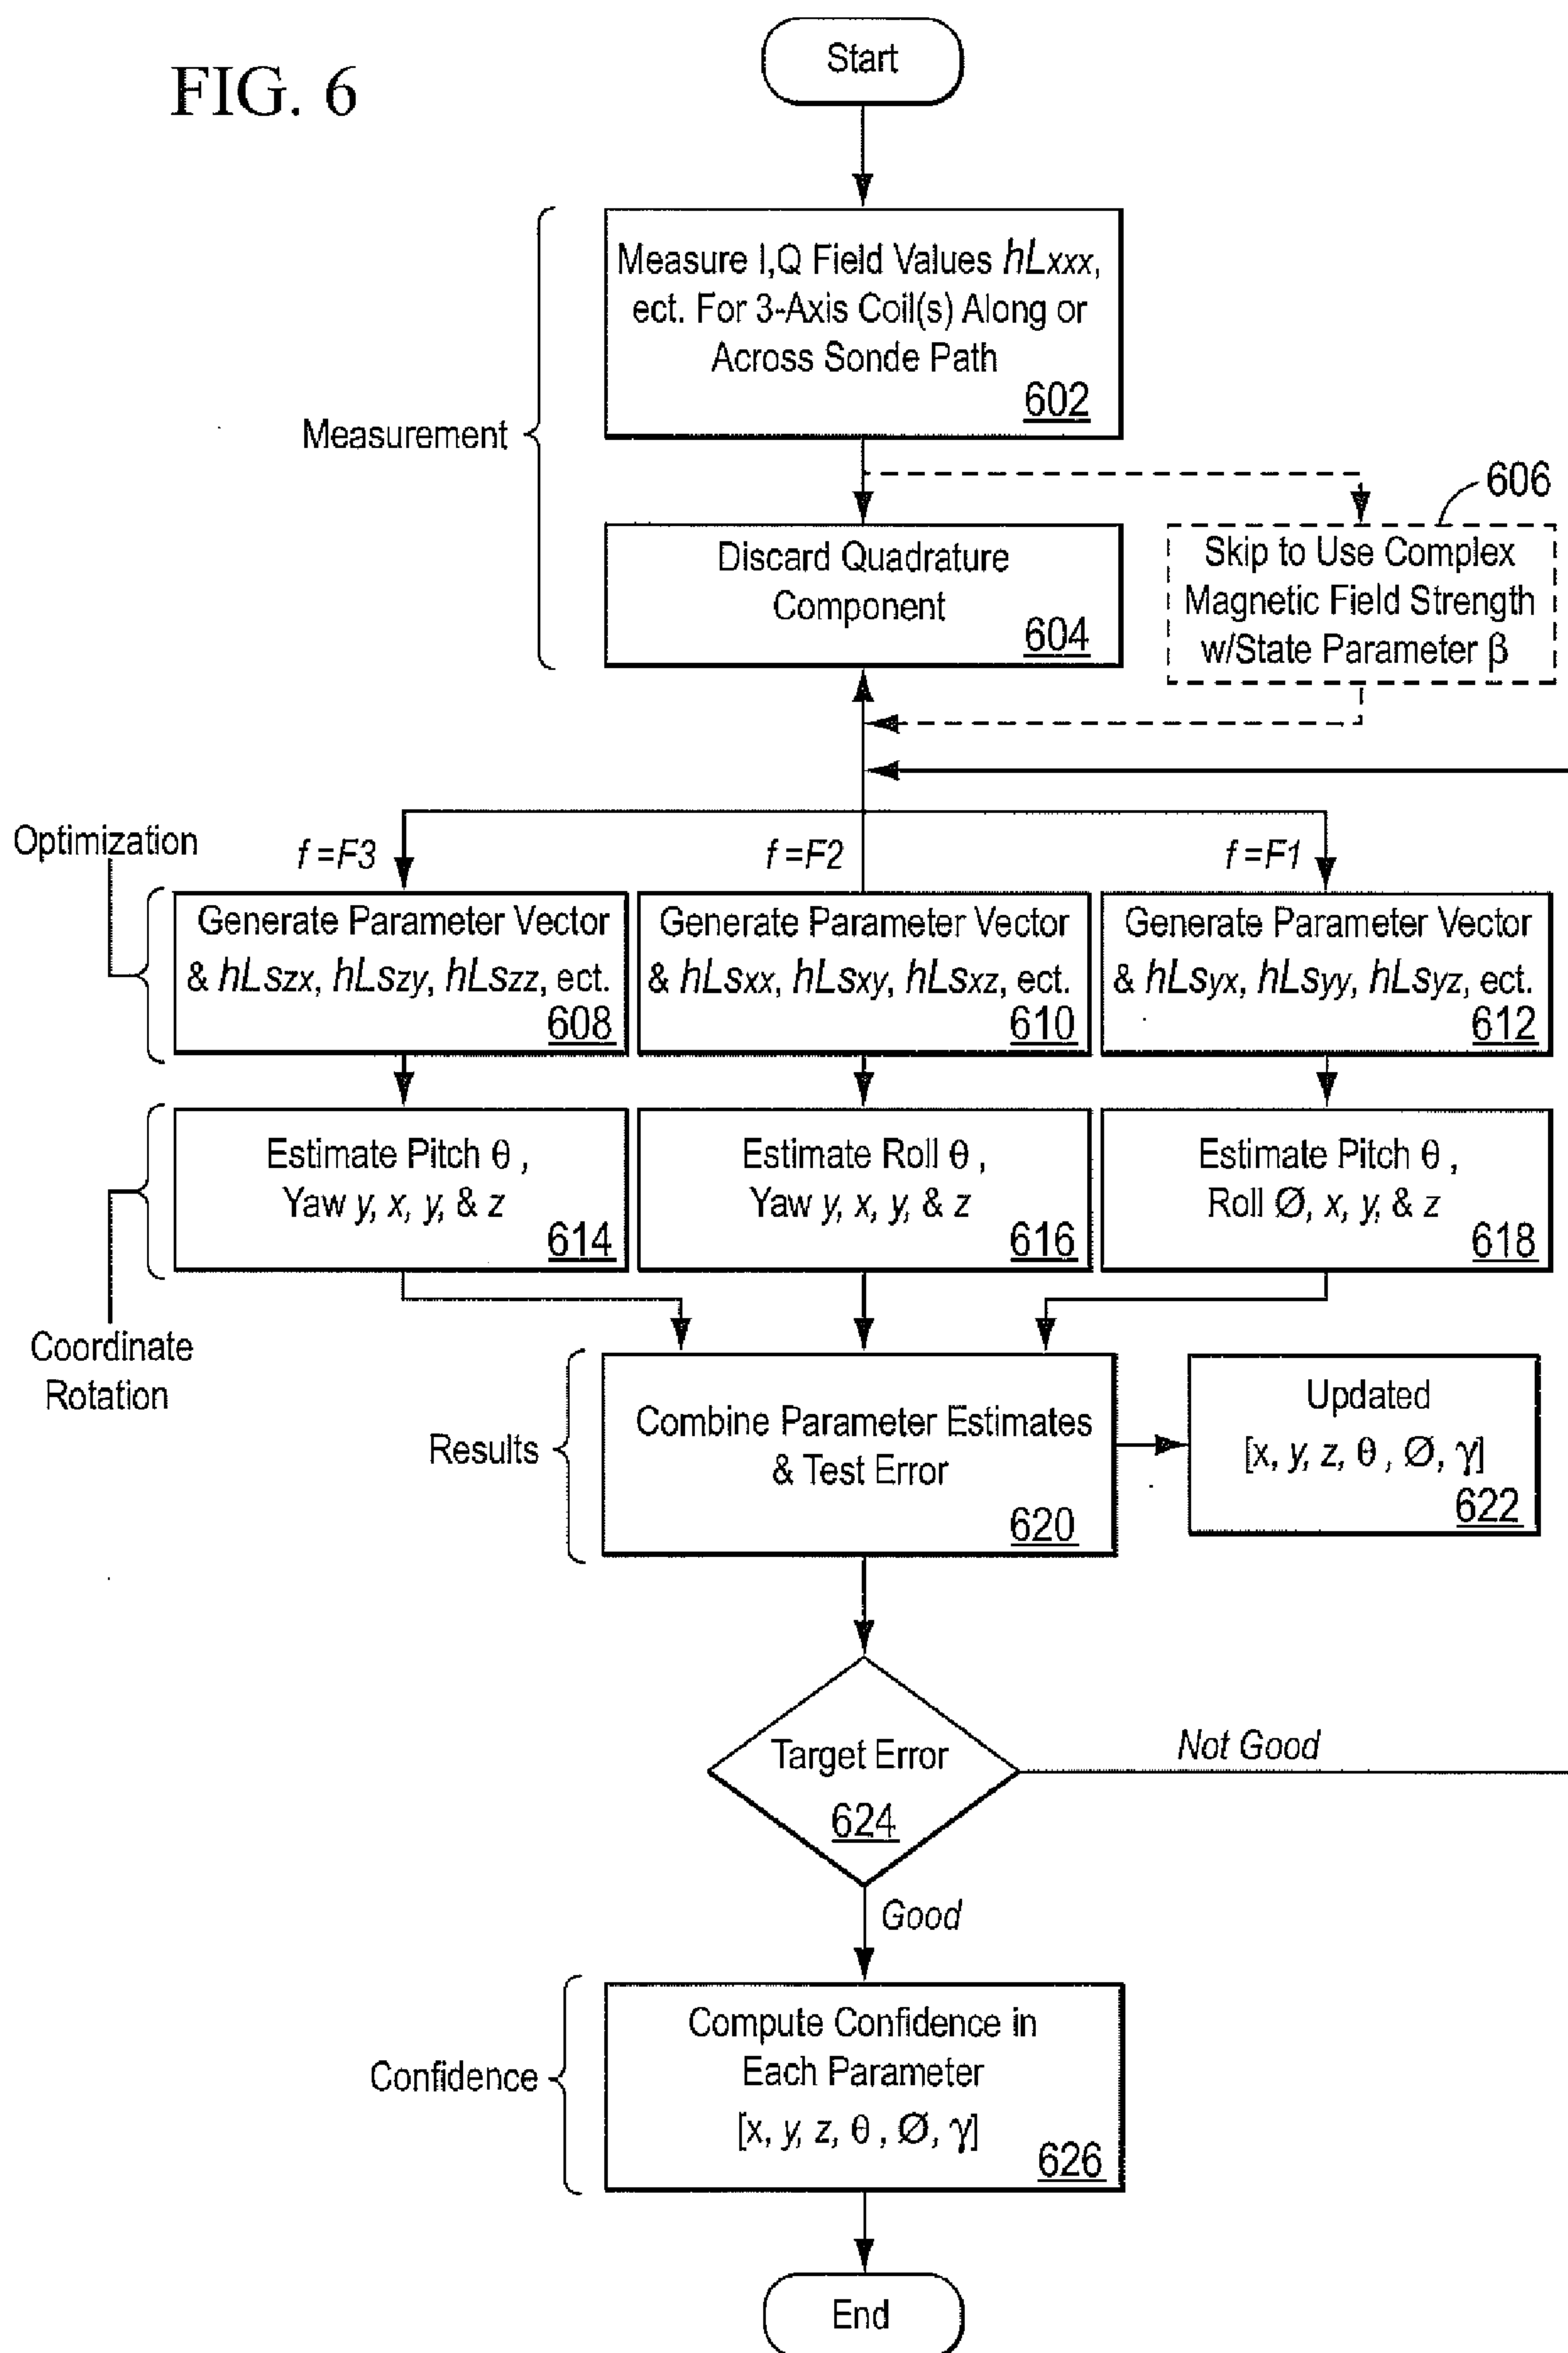 FIG. 6
Start
Measure I,Q Field Values hLxxx,
ect. For 3-Axis Coil(s) Along or
Across Sonde Path
602
Measurement
606
Discard Quadrature
Component
604
Skip to Use Complex
Magnetic Field Strength
w/State Parameter β
Optimization
f =F3
f =F2
f =F1
Generate Parameter Vector
& hLszx, hLszy, hLszz, ect.
608
Generate Parameter Vector
& hLsxx, hLsxy, hLsxz, ect.
610
Generate Parameter Vector
& hLsyx, hLsyy, hLsyz, ect.
612
Estimate Pitch θ ,
Yaw y, x, y, & z
614
Estimate Roll θ ,
Yaw y, x, y, & z
616
Estimate Pitch θ ,
Roll Ø, x, y, & z
618
Coordinate
Rotation
Results
Combine Parameter Estimates
& Test Error
620
Updated
[x, y, z, θ , Ø, γ]
622
Target Error
624
Not Good
Good
Confidence
Compute Confidence in
Each Parameter
[x, y, z, θ , Ø, γ]
626
End